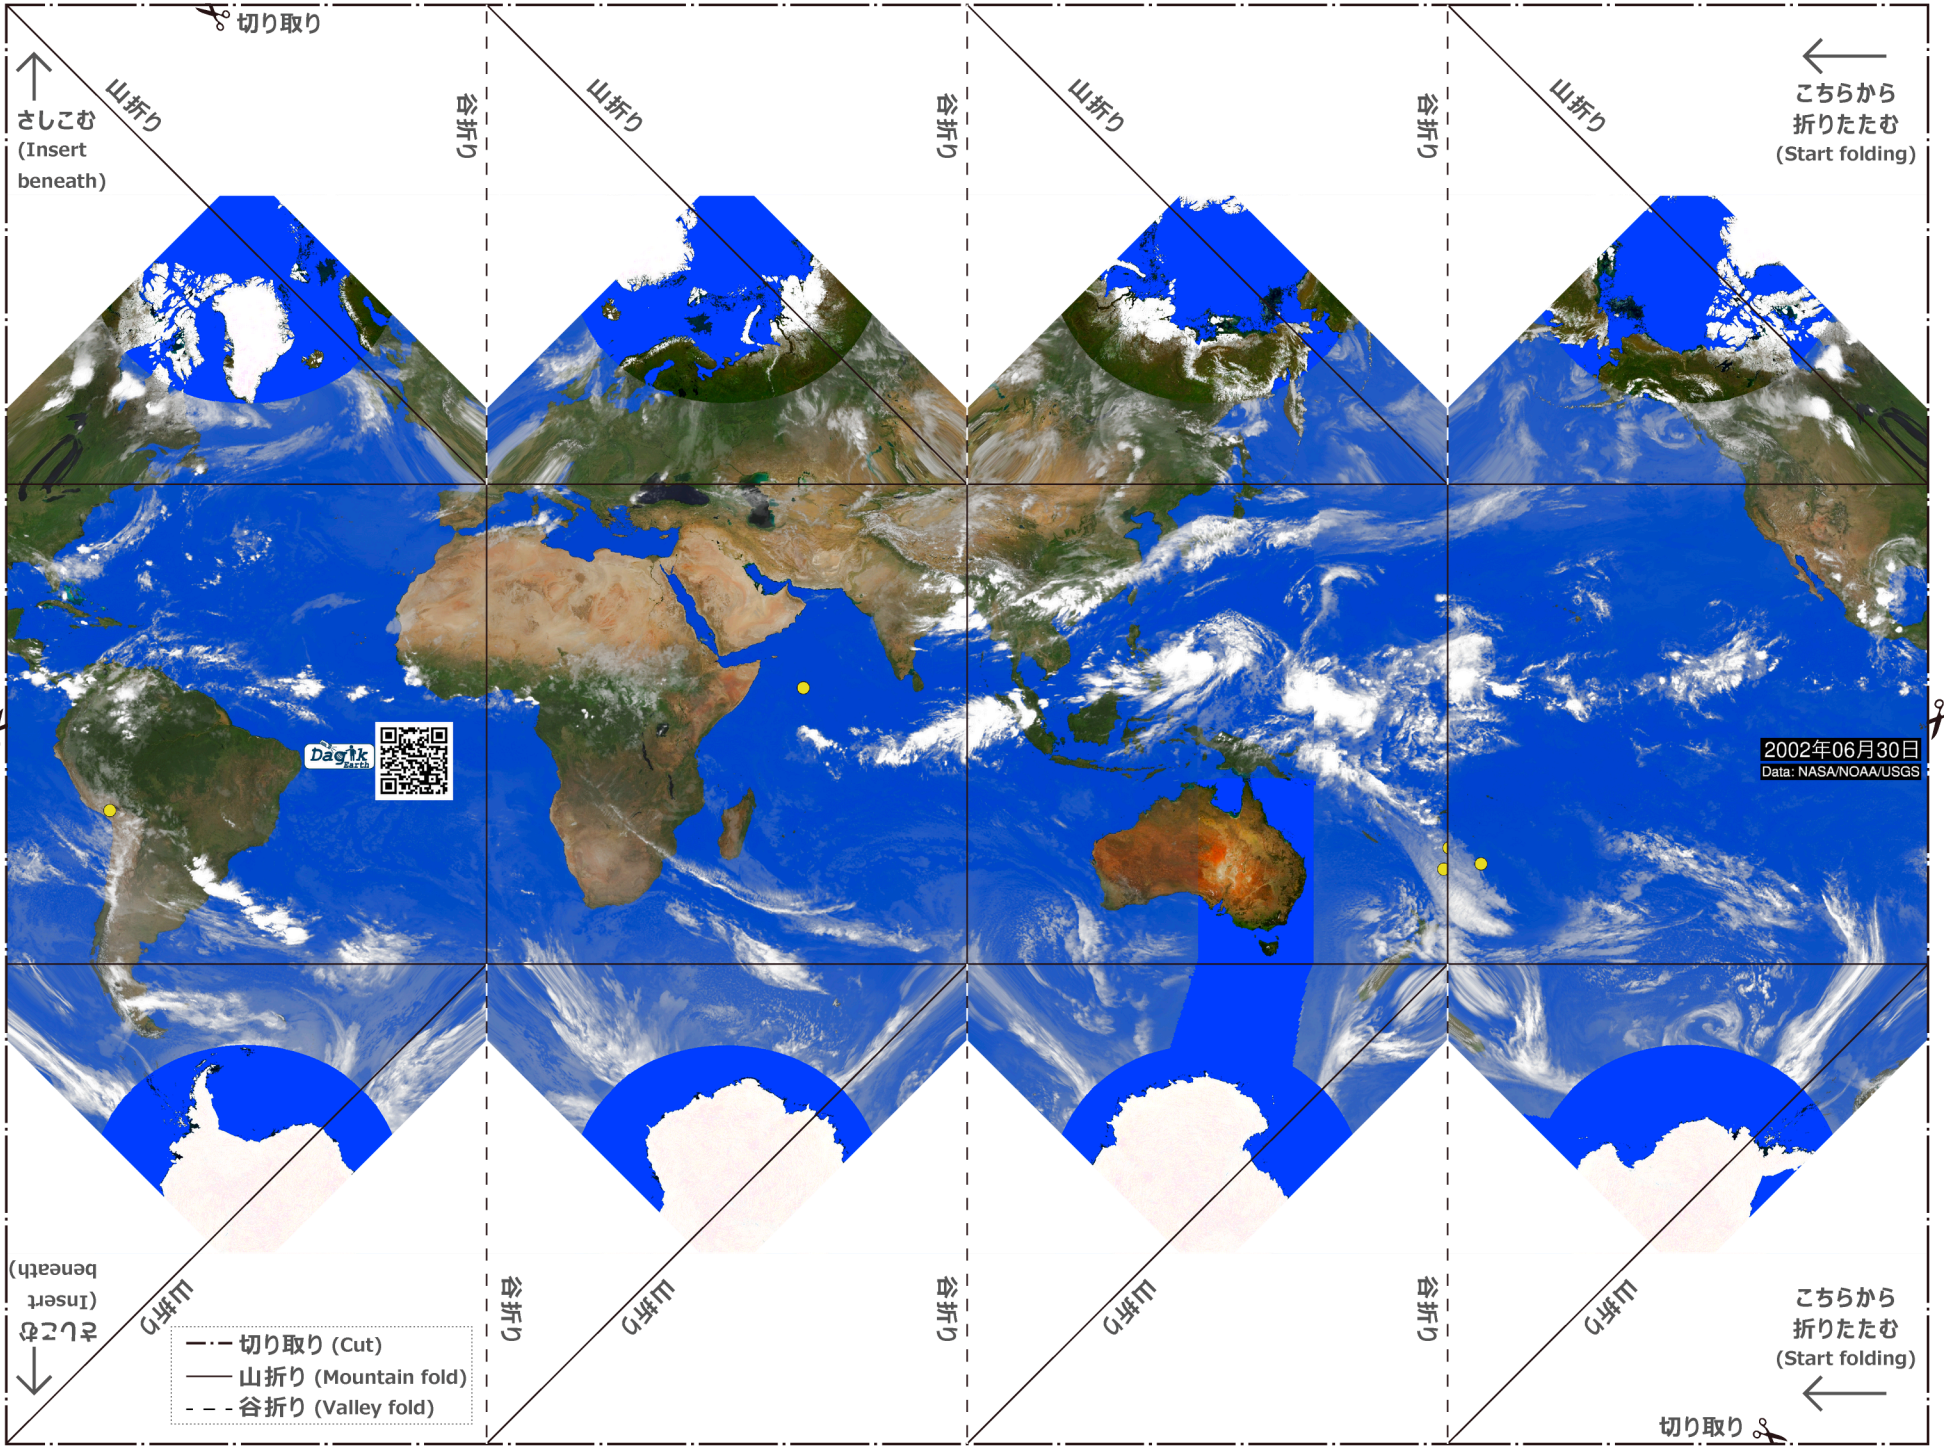 切り取り
山折り
谷折り
山折り
谷折り
山折り
谷折り
山折り
さしこむ
(Insert
beneath)
こちらから
折りたたむ
(Start folding)
Dagik
Earth
2002年06月30日
Data: NASA/NOAA/USGS
さしこむ
(Insert
beneath)
山折り
谷折り
山折り
谷折り
山折り
谷折り
山折り
こちらから
折りたたむ
(Start folding)
切り取り (Cut)
山折り (Mountain fold)
谷折り (Valley fold)
切り取り